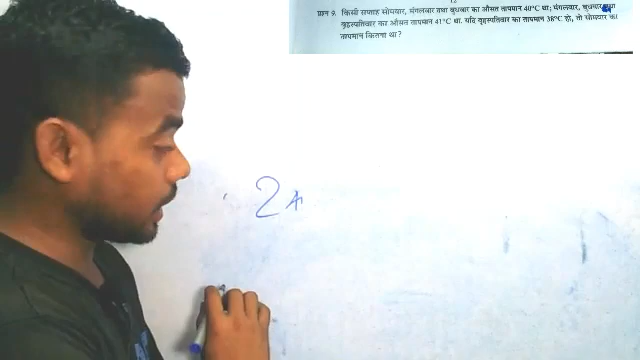 प्रश्न 9. किसी सप्ताह सोमवार, मंगलवार तथा बुधवार का औसत तापमान 40°C था; मंगलवार, बुधवार तथा
बृहस्पतिवार का औसत तापमान 41°C था. यदि बृहस्पतिवार का तापमान 38°C हो, तो सोमवार का
तापमान कितना था ?
2